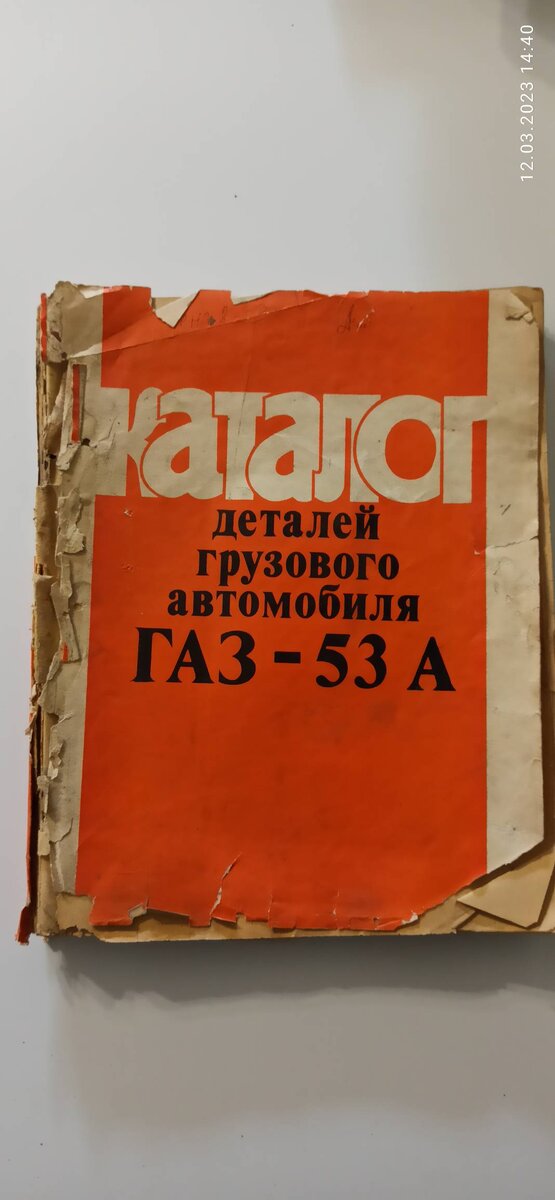 каталог
деталей
грузового
автомобиля
ГАЗ-53 А
12.03.2023 14:40